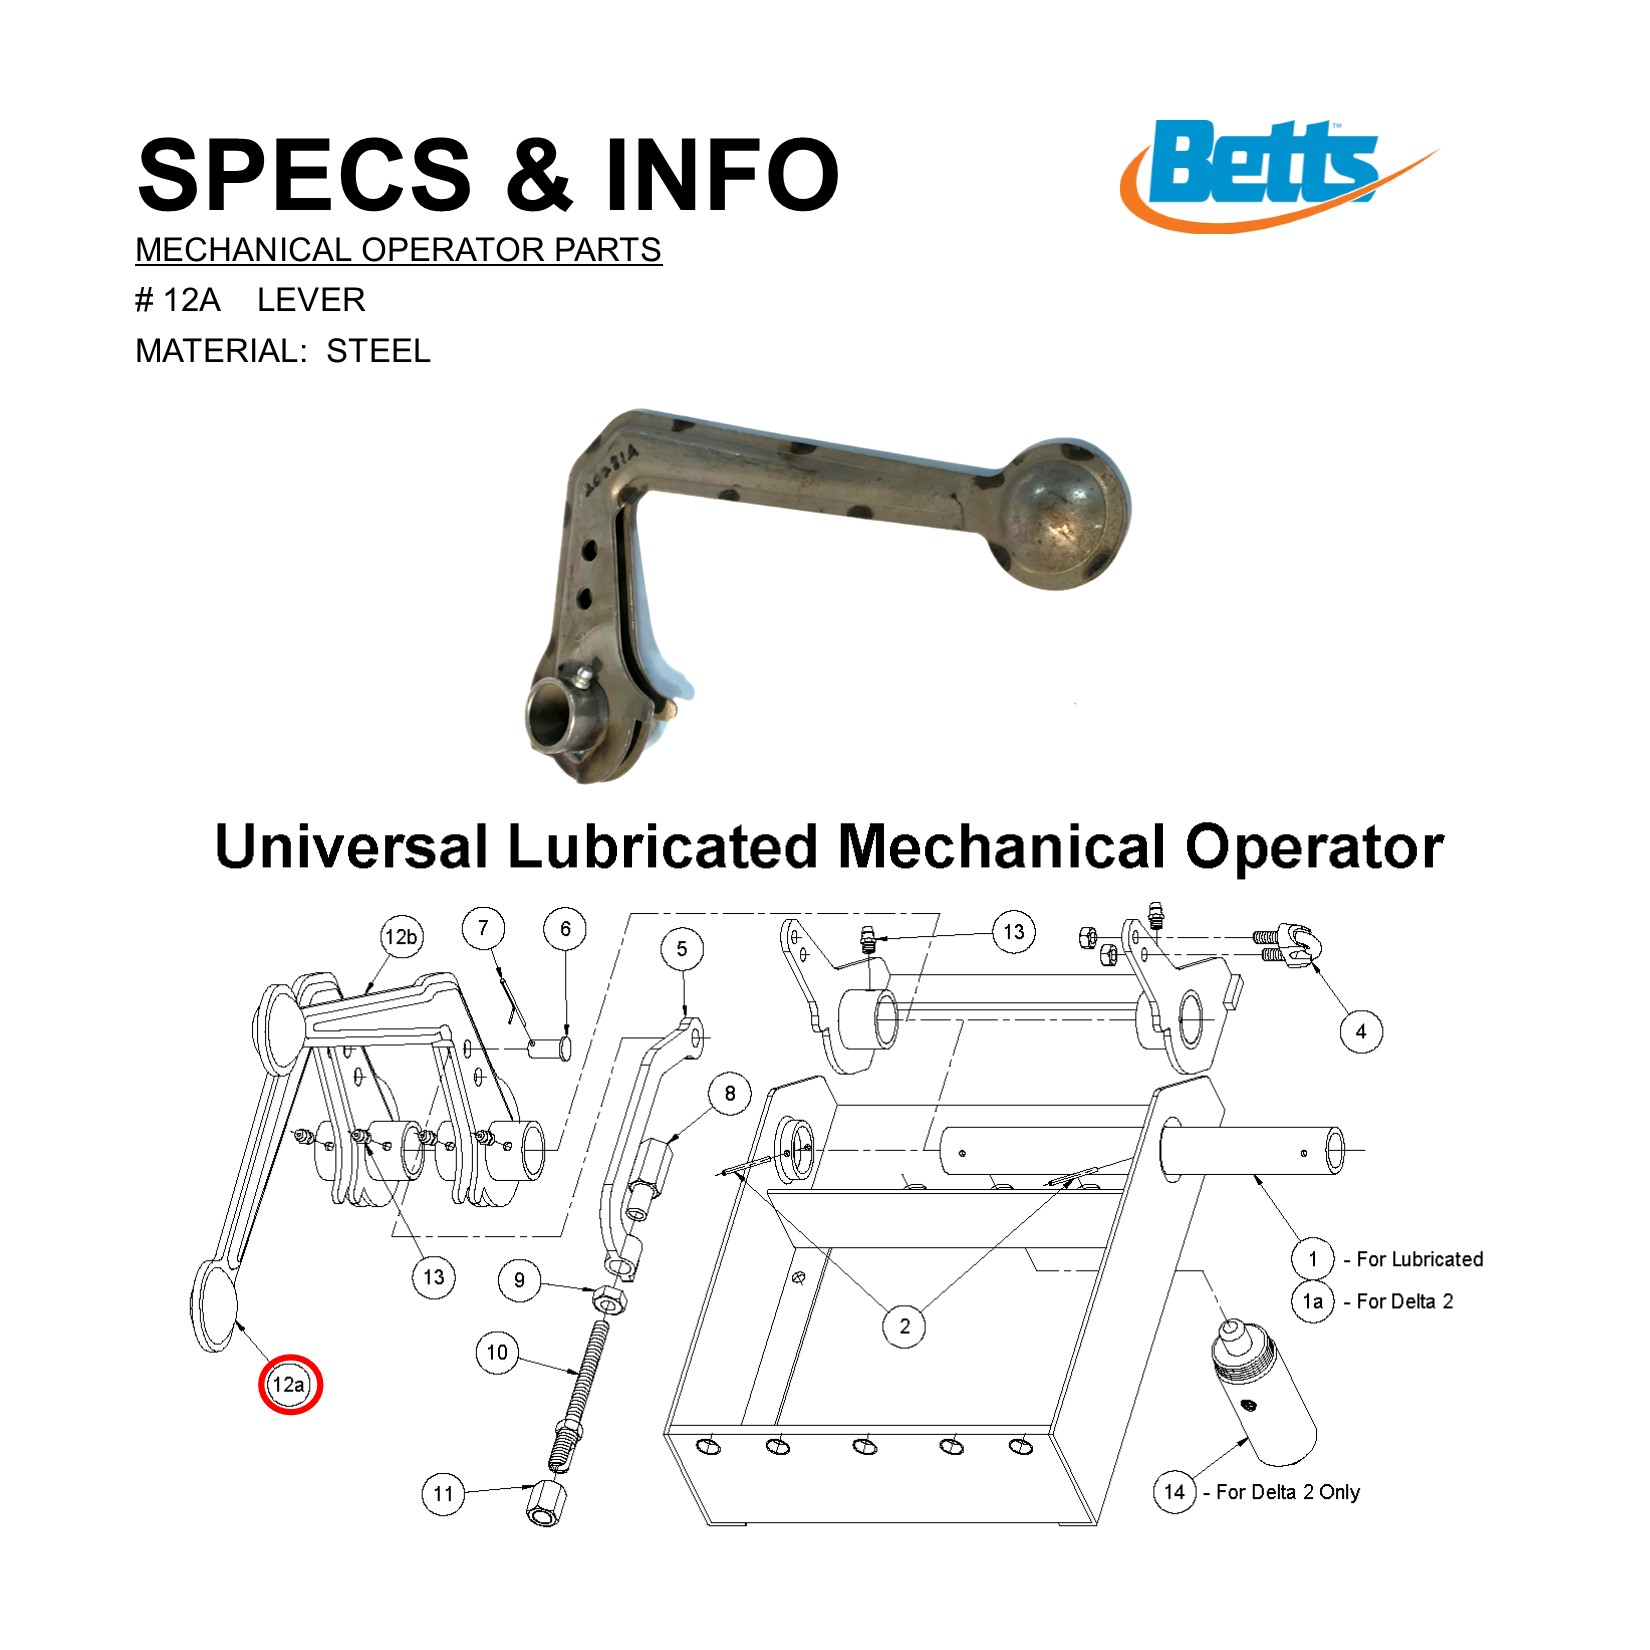 SPECS & INFO
Betts™
MECHANICAL OPERATOR PARTS
# 12A LEVER
MATERIAL: STEEL
20281A
Universal Lubricated Mechanical Operator
7
6
12b
5
13
4
8
1 - For Lubricated
1a - For Delta 2
13
9
2
10
12a
11
14 - For Delta 2 Only